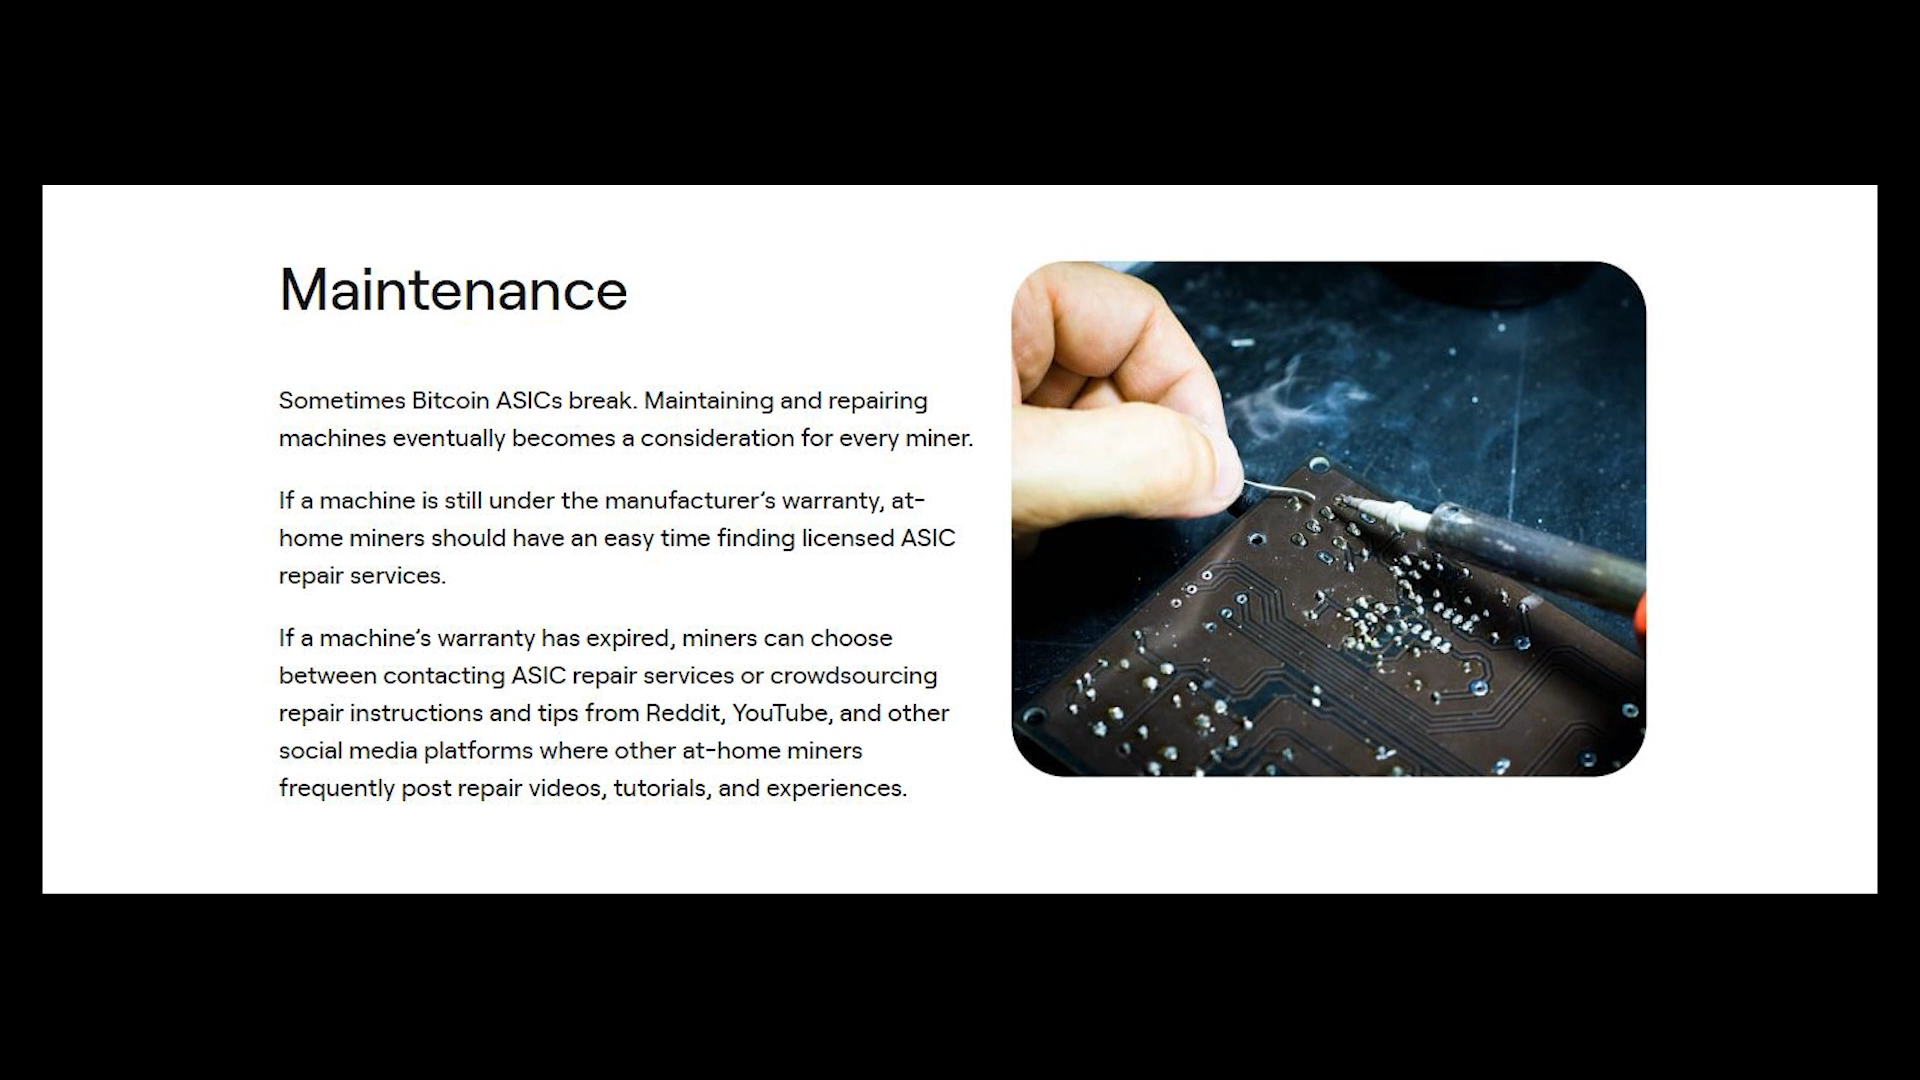 Maintenance
Sometimes Bitcoin ASICs break. Maintaining and repairing
machines eventually becomes a consideration for every miner.
If a machine is still under the manufacturer’s warranty, at-
home miners should have an easy time finding licensed ASIC
repair services.
If a machine’s warranty has expired, miners can choose
between contacting ASIC repair services or crowdsourcing
repair instructions and tips from Reddit, YouTube, and other
social media platforms where other at-home miners
frequently post repair videos, tutorials, and experiences.